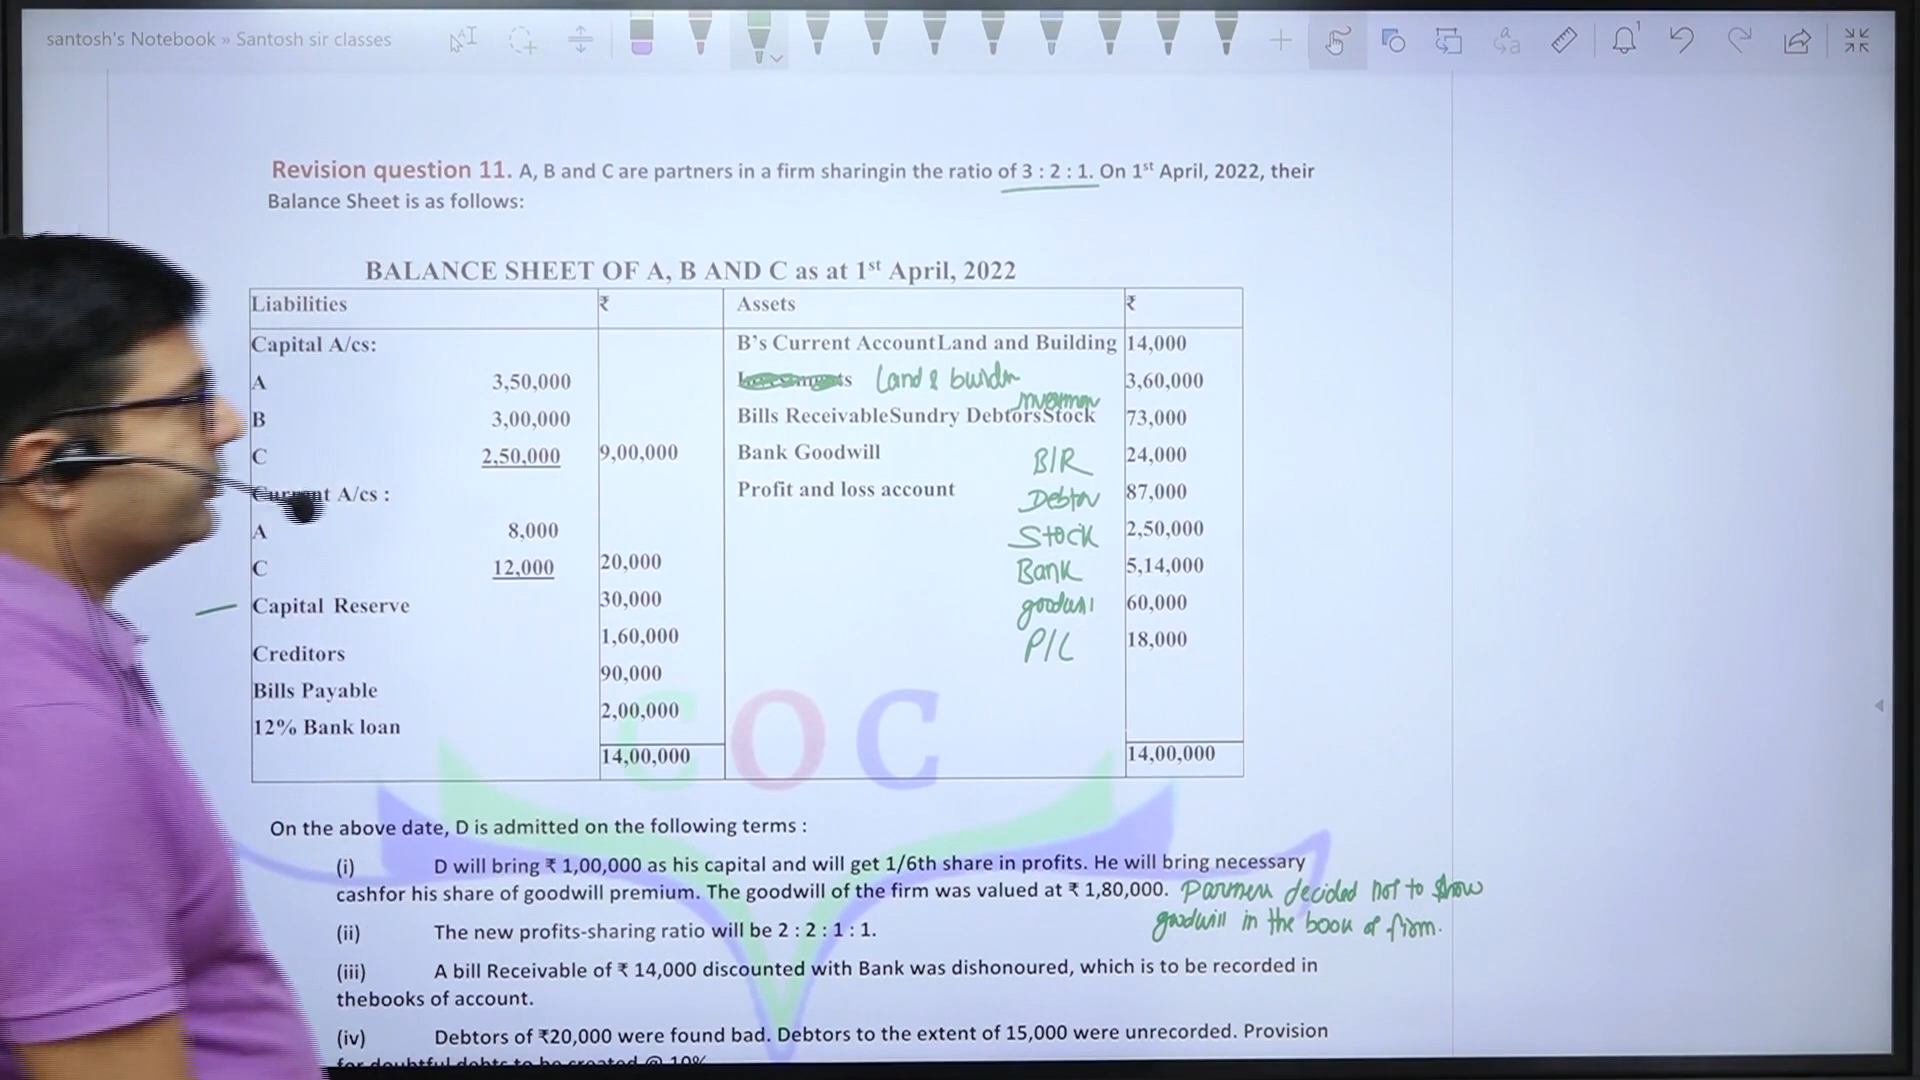 santosh's Notebook » Santosh sir classes
Revision question 11. A, B and C are partners in a firm sharingin the ratio of 3 : 2 : 1. On 1st April, 2022, their
Balance Sheet is as follows:
BALANCE SHEET OF A, B AND C as at 1st April, 2022
Liabilities ₹ Assets ₹
Capital A/cs: B's Current AccountLand and Building 14,000
A 3,50,000 Land & buildn 3,60,000
B 3,00,000 Bills ReceivableSundry DebtorsStock 73,000
C 2,50,000 9,00,000 Bank Goodwill B/R 24,000
Current A/cs : Profit and loss account Debtor 87,000
A 8,000 Stock 2,50,000
C 12,000 20,000 Bank 5,14,000
Capital Reserve 30,000 goodwill 60,000
1,60,000 P/L 18,000
Creditors
90,000
Bills Payable
2,00,000
12% Bank loan
14,00,000 14,00,000
COC
On the above date, D is admitted on the following terms :
(i) D will bring ₹ 1,00,000 as his capital and will get 1/6th share in profits. He will bring necessary
cashfor his share of goodwill premium. The goodwill of the firm was valued at ₹ 1,80,000. decided not to show
goodwill in the book of firm.
(ii) The new profits-sharing ratio will be 2 : 2 : 1 : 1.
(iii) A bill Receivable of ₹ 14,000 discounted with Bank was dishonoured, which is to be recorded in
thebooks of account.
(iv) Debtors of ₹20,000 were found bad. Debtors to the extent of 15,000 were unrecorded. Provision
for doubtful debts to be created @ 10%